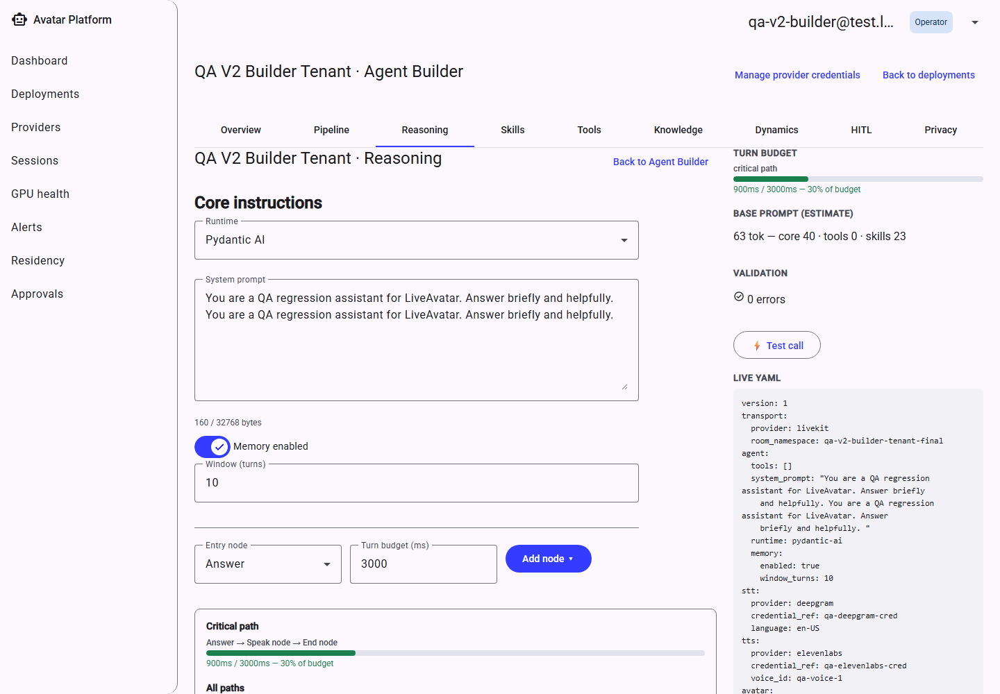 Avatar Platform
Dashboard
Deployments
Providers
Sessions
GPU health
Alerts
Residency
Approvals
qa-v2-builder@test.l...
Operator
QA V2 Builder Tenant · Agent Builder
Manage provider credentials
Back to deployments
Overview
Pipeline
Reasoning
Skills
Tools
Knowledge
Dynamics
HITL
Privacy
QA V2 Builder Tenant · Reasoning
Back to Agent Builder
Core instructions
Runtime
Pydantic AI
System prompt
You are a QA regression assistant for LiveAvatar. Answer briefly and helpfully.
You are a QA regression assistant for LiveAvatar. Answer briefly and helpfully.
160 / 32768 bytes
Memory enabled
Window (turns)
10
Entry node
Answer
Turn budget (ms)
3000
Add node ▾
Critical path
Answer → Speak node → End node
900ms / 3000ms — 30% of budget
All paths
TURN BUDGET
critical path
900ms / 3000ms — 30% of budget
BASE PROMPT (ESTIMATE)
63 tok — core 40 · tools 0 · skills 23
VALIDATION
0 errors
Test call
LIVE YAML
version: 1
transport:
  provider: livekit
  room_namespace: qa-v2-builder-tenant-final
agent:
  tools: []
  system_prompt: "You are a QA regression
assistant for LiveAvatar. Answer briefly
    and helpfully. You are a QA regression
assistant for LiveAvatar. Answer
    briefly and helpfully. "
  runtime: pydantic-ai
  memory:
    enabled: true
    window_turns: 10
stt:
  provider: deepgram
  credential_ref: qa-deepgram-cred
  language: en-US
tts:
  provider: elevenlabs
  credential_ref: qa-elevenlabs-cred
  voice_id: qa-voice-1
avatar: